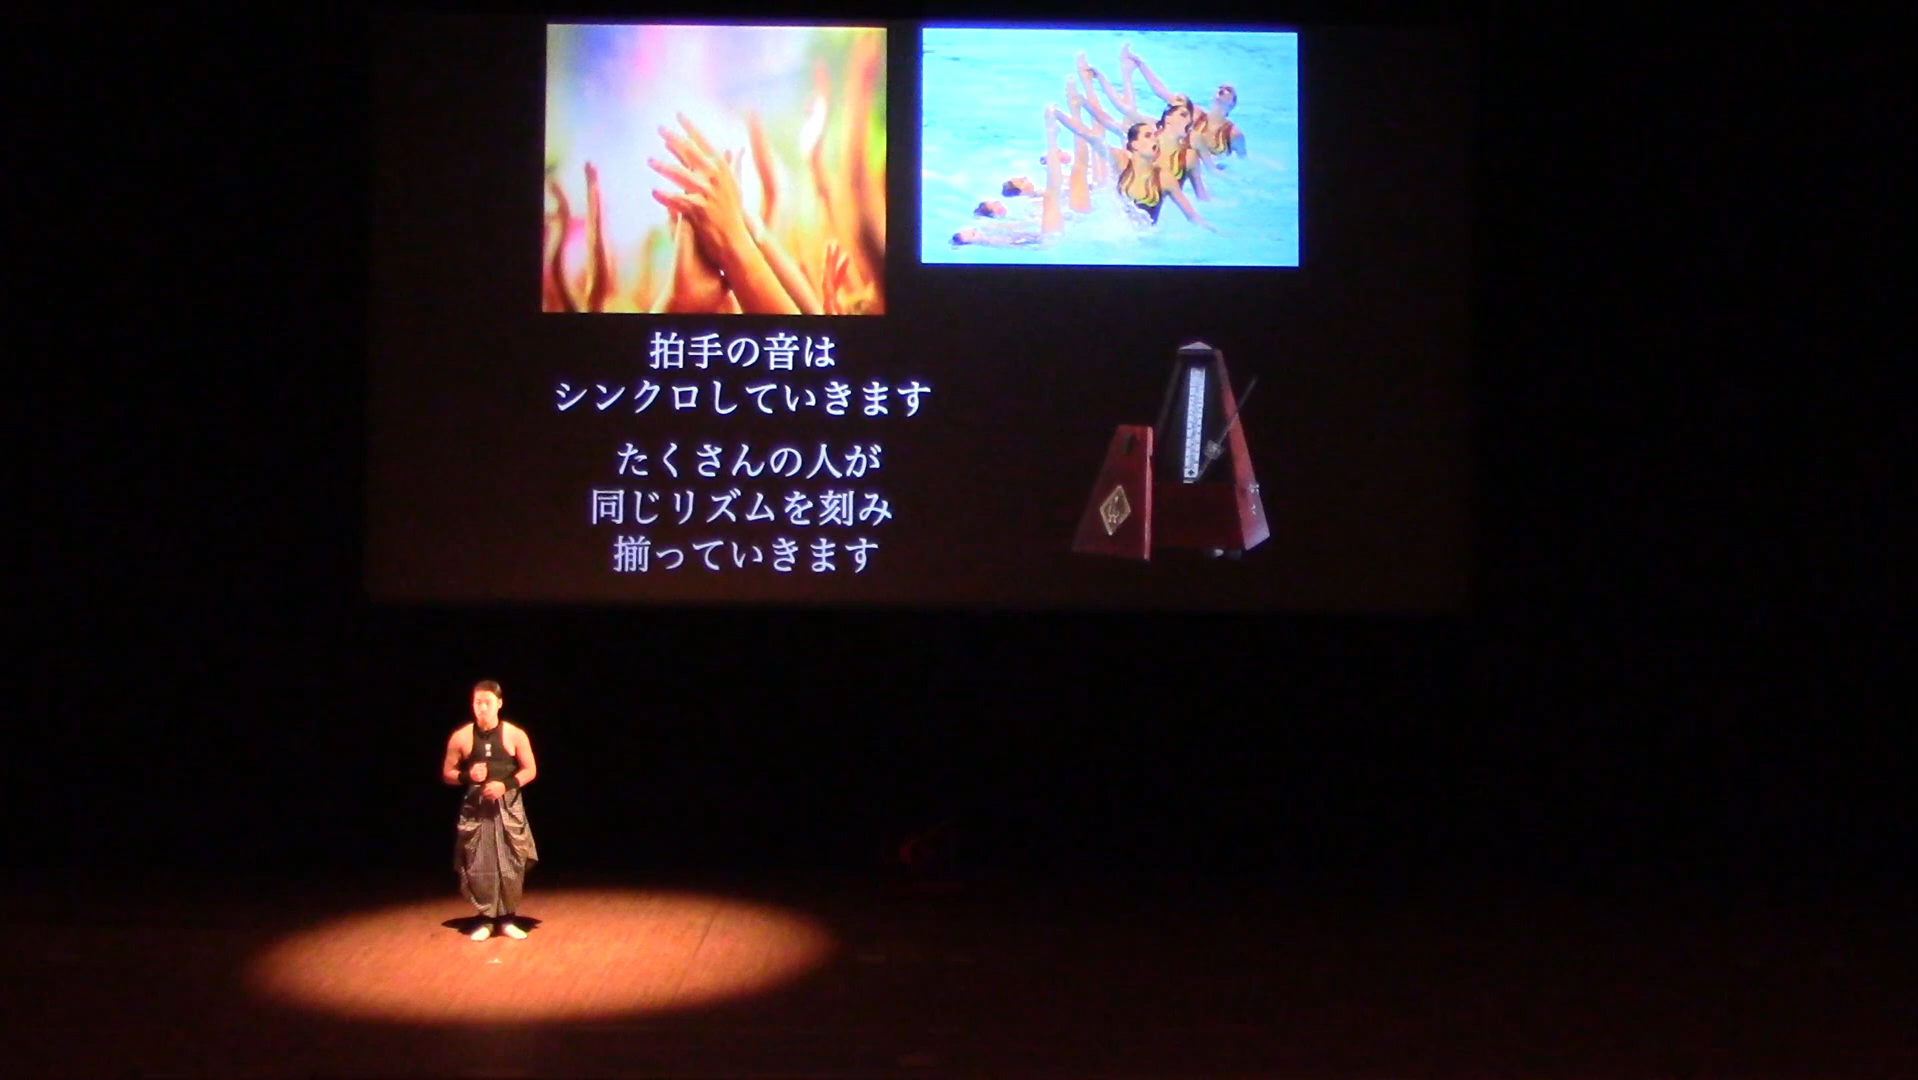 拍手の音は
シンクロしていきます
たくさんの人が
同じリズムを刻み
揃っていきます